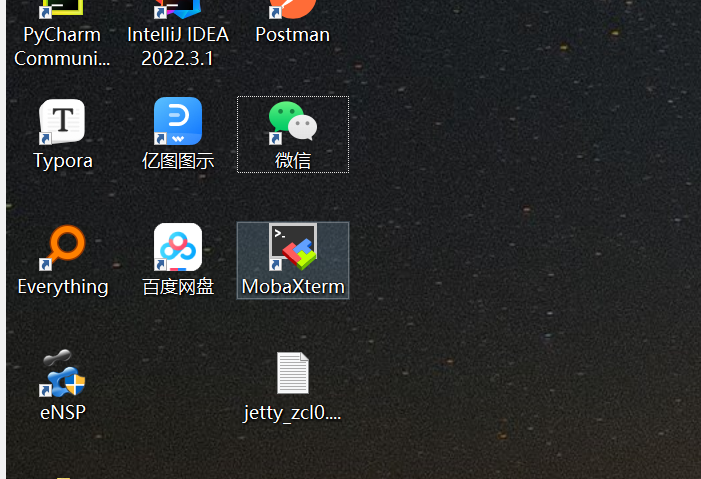 PyCharm
Communi...
IntelliJ IDEA
2022.3.1
Postman
Typora
亿图图示
微信
Everything
百度网盘
MobaXterm
eNSP
jetty_zcl0....